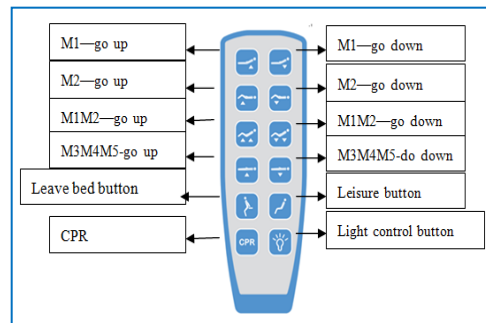 M1—go up
M1—go down
M2—go up
M2—go down
M1M2—go up
M1M2—go down
M3M4M5-go up
M3M4M5-do down
Leave bed button
Leisure button
CPR
CPR
Light control button